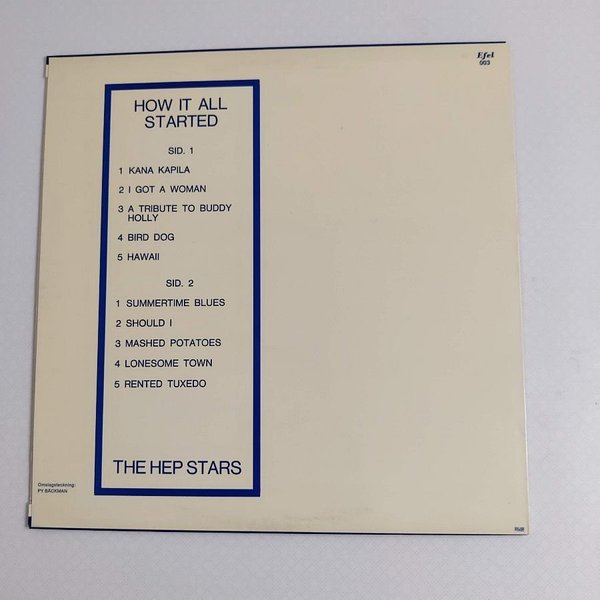 Efel
003
HOW IT ALL
STARTED
SID. 1
1 KANA KAPILA
2 I GOT A WOMAN
3 A TRIBUTE TO BUDDY
HOLLY
4 BIRD DOG
5 HAWAII
SID. 2
1 SUMMERTIME BLUES
2 SHOULD I
3 MASHED POTATOES
4 LONESOME TOWN
5 RENTED TUXEDO
THE HEP STARS
Omslagsteckning:
PY BÄCKMAN